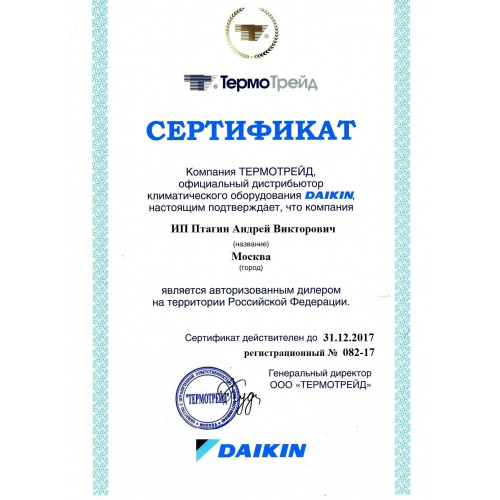 ТермоТрейд
СЕРТИФИКАТ
Компания ТЕРМОТРЕЙД,
официальный дистрибьютор
климатического оборудования DAIKIN,
настоящим подтверждает, что компания
ИП Птагин Андрей Викторович
(название)
Москва
(город)
является авторизованным дилером
на территории Российской Федерации.
Сертификат действителен до 31.12.2017
регистрационный № 082-17
Генеральный директор
ООО «ТЕРМОТРЕЙД»
"ТЕРМОТРЕЙД"
DAIKIN